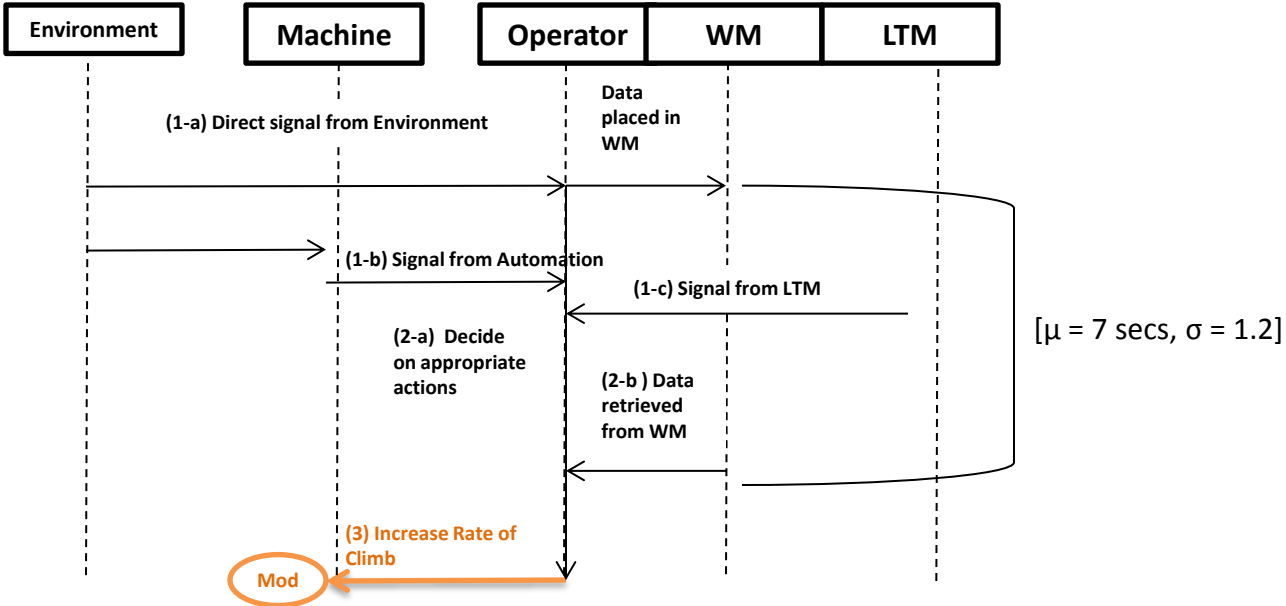 Environment
Machine
Operator
WM
LTM
(1-a) Direct signal from Environment
Data
placed in
WM
(1-b) Signal from Automation
(1-c) Signal from LTM
[μ = 7 secs, σ = 1.2]
(2-a) Decide
on appropriate
actions
(2-b ) Data
retrieved
from WM
(3) Increase Rate of
Climb
Mod